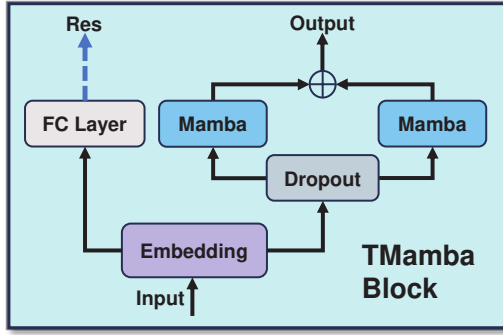 Res
Output
FC Layer
Mamba
Mamba
Dropout
Embedding
TMamba
Block
Input